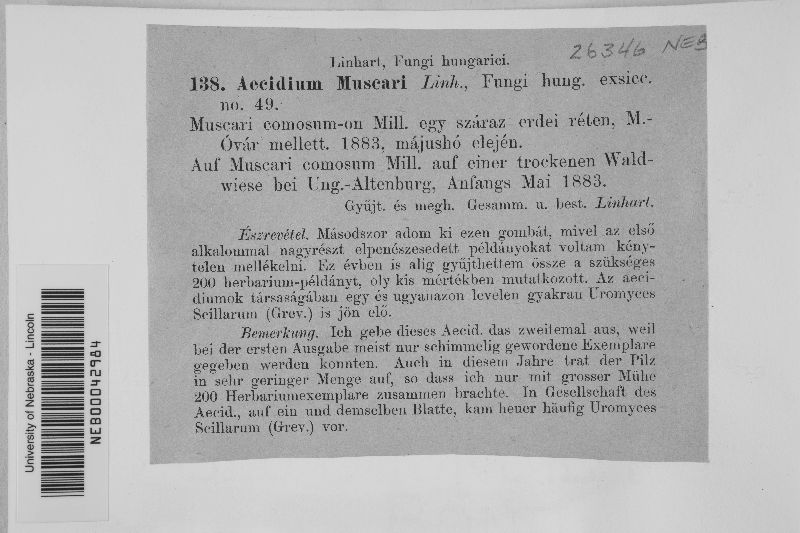 26346 NEB
Linhart, Fungi hungarici.
138. Aecidium Muscari Linh., Fungi hung. exsicc.
no. 49.
Muscari comosum-on Mill. egy száraz erdei réten, M.-
Óvár mellett. 1883, májushó elején.
Auf Muscari comosum Mill. auf einer trockenen Wald-
wiese bei Ung.-Altenburg, Anfangs Mai 1883.
Gyüjt. és megh. Gesamm. u. best. Linhart.
Észrevétel. Másodszor adom ki ezen gombát, mivel az első
alkalommal nagyrészt elpenészesedett példányokat voltam kény-
telen mellékelni. Ez évben is alig gyüjthettem össze a szükséges
200 herbarium-példányt, oly kis mértékben mutatkozott. Az aeci-
diumok társaságában egy és ugyanazon levelen gyakran Uromyces
Scillarum (Grev.) is jön elő.
Bemerkung. Ich gebe dieses Aecid. das zweitemal aus, weil
bei der ersten Ausgabe meist nur schimmelig gewordene Exemplare
gegeben werden konnten. Auch in diesem Jahre trat der Pilz
in sehr geringer Menge auf, so dass ich nur mit grosser Mühe
200 Herbariumexemplare zusammen brachte. In Gesellschaft des
Aecid., auf ein und demselben Blatte, kam heuer häufig Uromyces
Scillarum (Grev.) vor.
University of Nebraska - Lincoln
NEB00042984